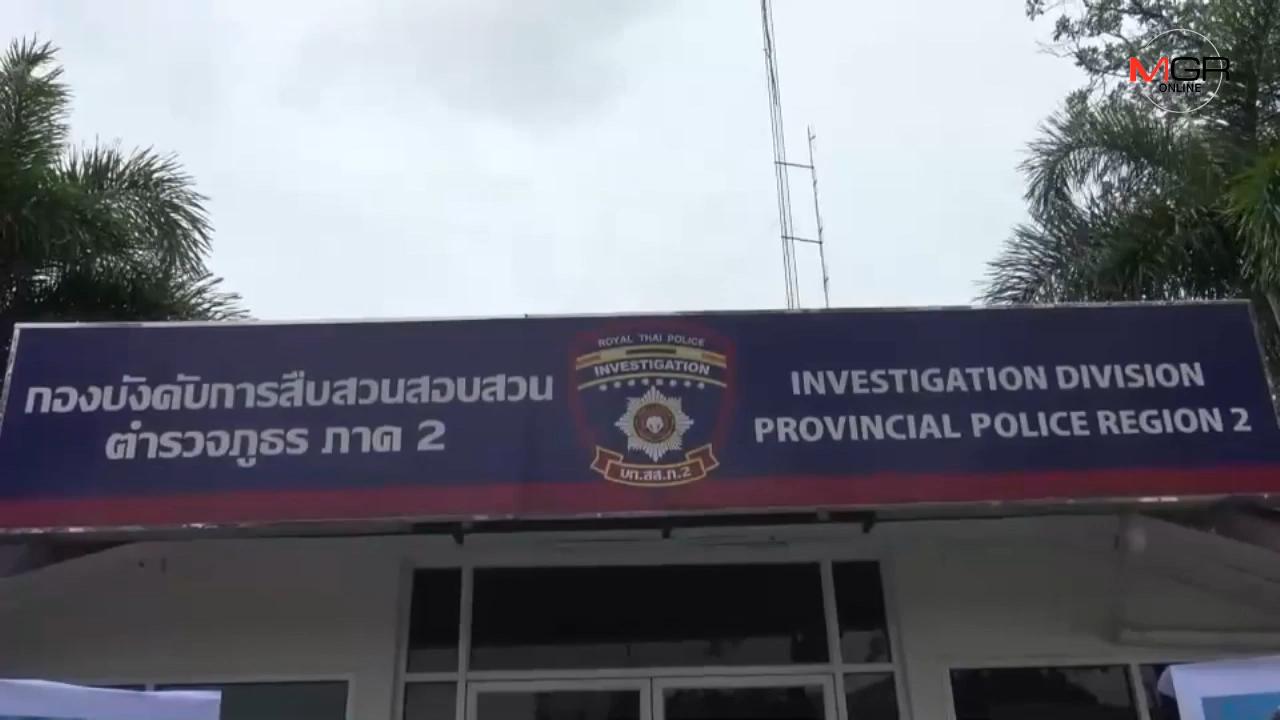 MGR
ONLINE
กองบังคับการสืบสวนสอบสวน
ตำรวจภูธร ภาค 2
ROYAL THAI POLICE
INVESTIGATION
บก.สส.ภ.2
INVESTIGATION DIVISION
PROVINCIAL POLICE REGION 2